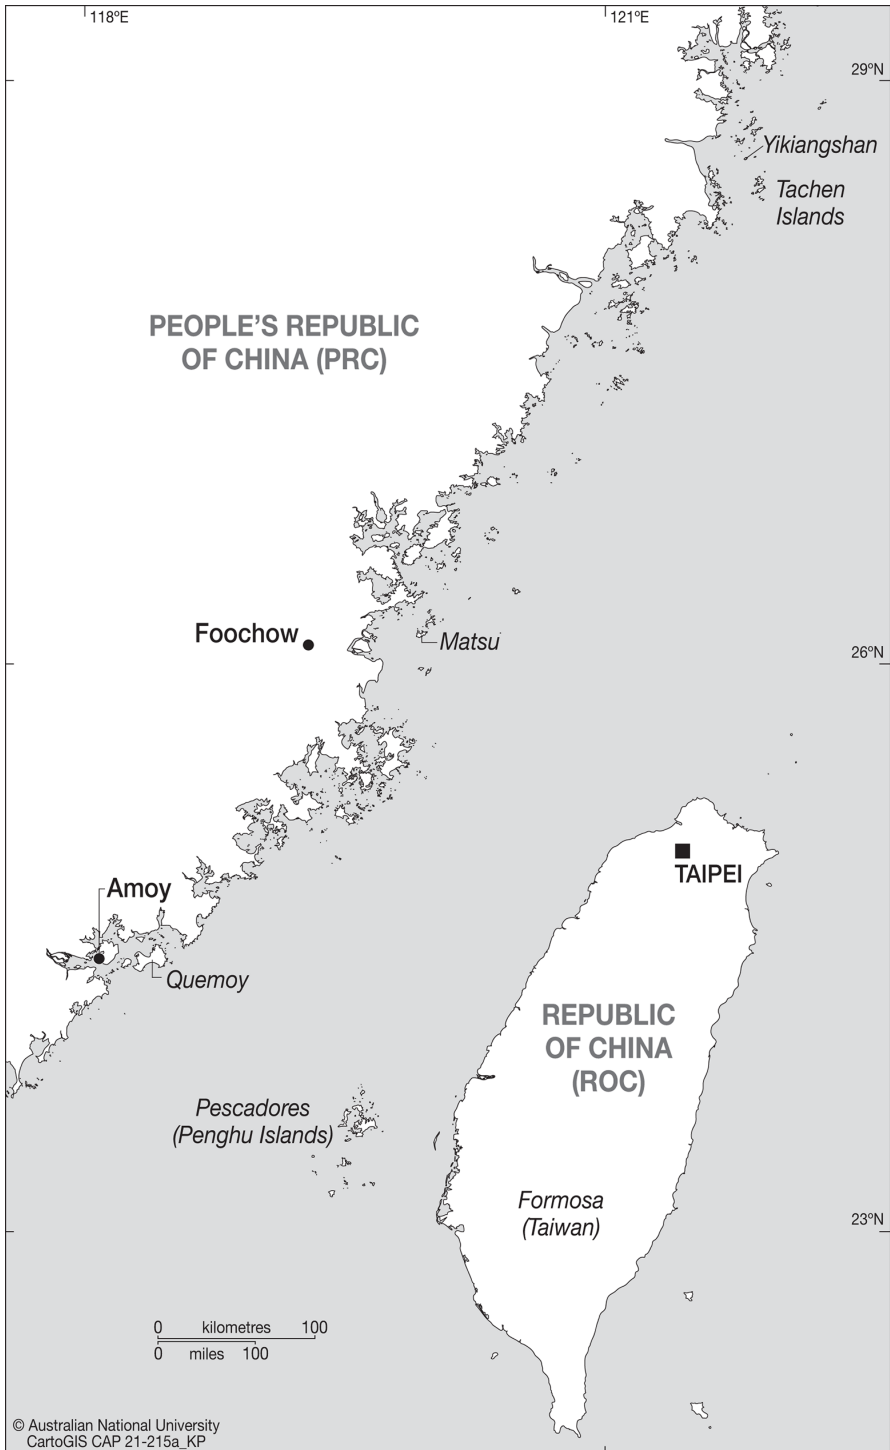 118ºE
121ºE
29ºN
Yikiangshan
Tachen
Islands
PEOPLE'S REPUBLIC
OF CHINA (PRC)
Foochow
Matsu
26ºN
TAIPEI
Amoy
Quemoy
REPUBLIC
OF CHINA
(ROC)
Pescadores
(Penghu Islands)
Formosa
(Taiwan)
23ºN
0 kilometres 100
0 miles 100
© Australian National University
CartoGIS CAP 21-215a_KP